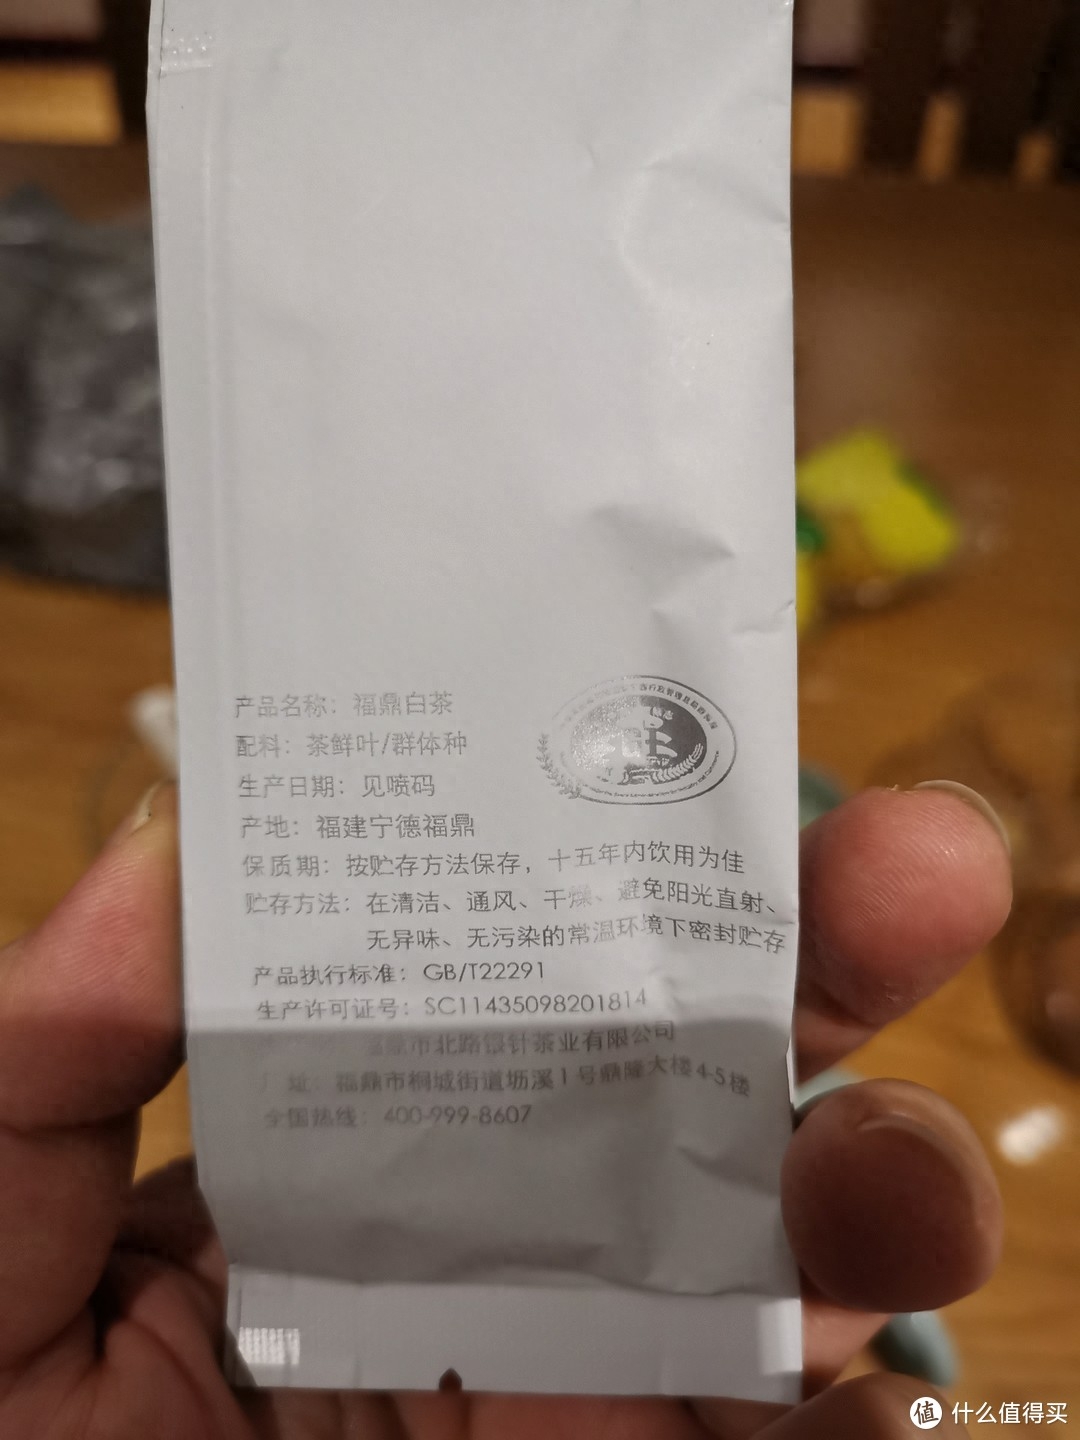 产品名称：福鼎白茶
配料：茶鲜叶/群体种
生产日期：见喷码
产地：福建宁德福鼎
保质期：按贮存方法保存，十五年内饮用为佳
贮存方法：在清洁、通风、干燥、避免阳光直射、
无异味、无污染的常温环境下密封贮存
产品执行标准：GB/T22291
生产许可证号：SC11435098201814
福鼎市北路银针茶业有限公司
址：福鼎市桐城街道坜溪1号鼎隆大楼4-5楼
全国热线：400-999-8607
值 什么值得买